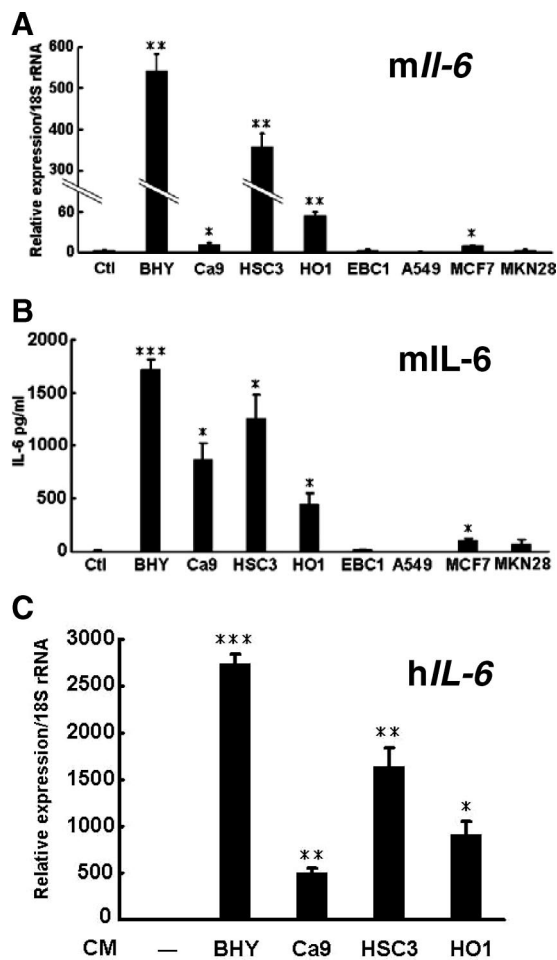 A
mIl-6
Relative expression/18S rRNA
600
500
400
300
60
0
** * ** ** *
Ctl BHY Ca9 HSC3 HO1 EBC1 A549 MCF7 MKN28
B
mIL-6
IL-6 pg/ml
2000
1500
1000
500
0
*** * * * *
Ctl BHY Ca9 HSC3 HO1 EBC1 A549 MCF7 MKN28
C
hIL-6
Relative expression/18S rRNA
3000
2500
2000
1500
1000
500
0
*** ** ** *
CM — BHY Ca9 HSC3 HO1